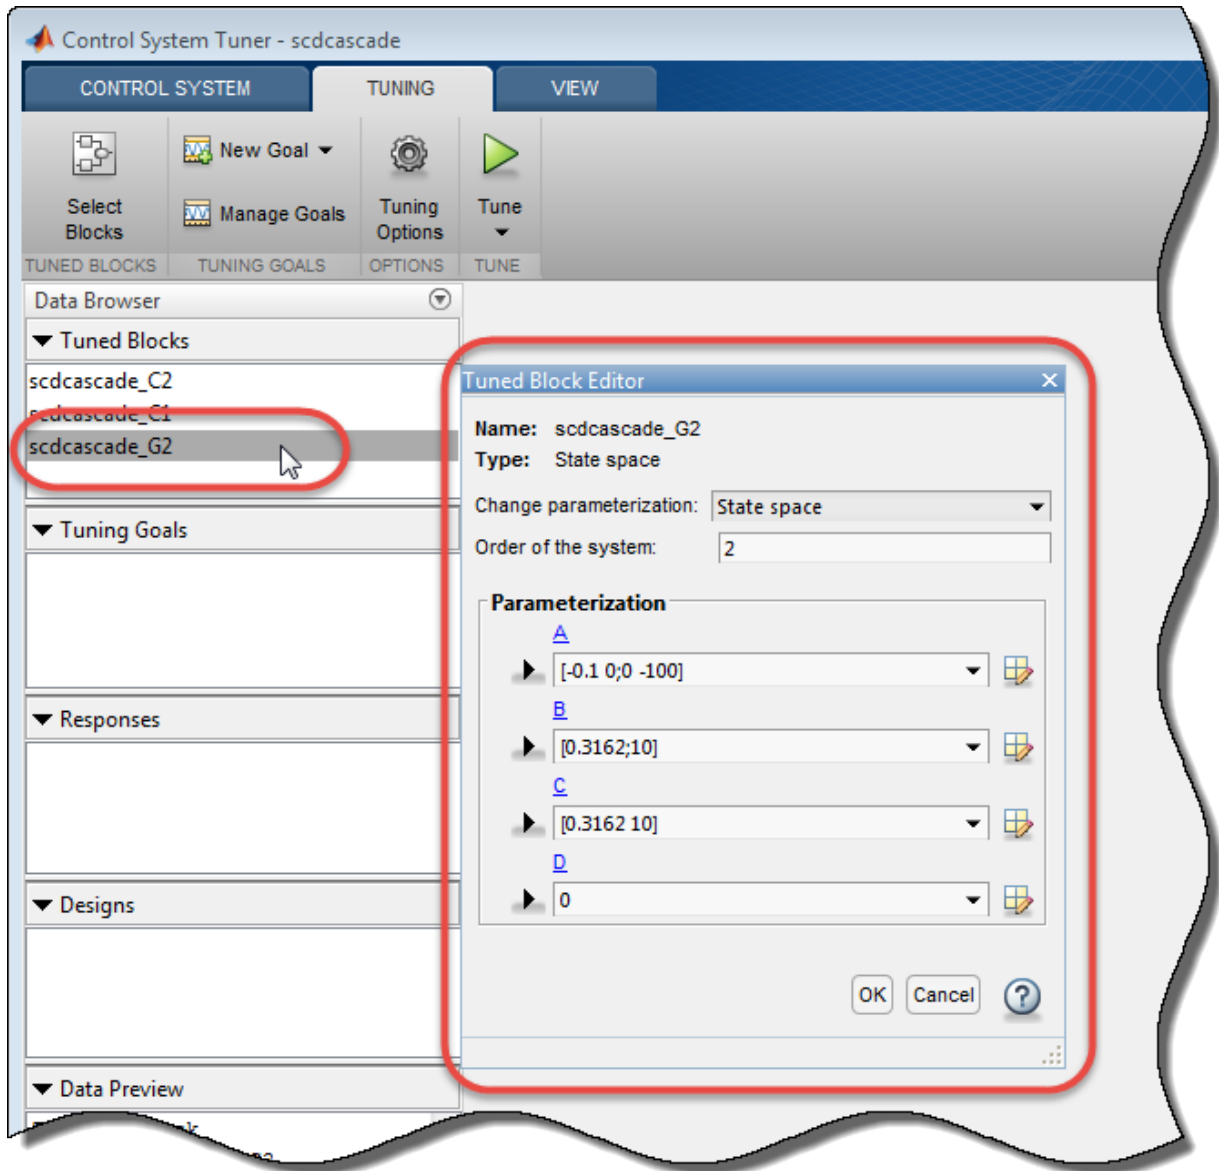 Control System Tuner - scdcascade
CONTROL SYSTEM
TUNING
VIEW
Select
Blocks
New Goal
Manage Goals
Tuning
Options
Tune
TUNED BLOCKS
TUNING GOALS
OPTIONS
TUNE
Data Browser
Tuned Blocks
scdcascade_C2
scdcascade_C1
scdcascade_G2
Tuning Goals
Responses
Designs
Data Preview
Tuned Block Editor
Name: scdcascade_G2
Type: State space
Change parameterization: State space
Order of the system: 2
Parameterization
A
[-0.1 0;0 -100]
B
[0.3162;10]
C
[0.3162 10]
D
0
OK
Cancel
?